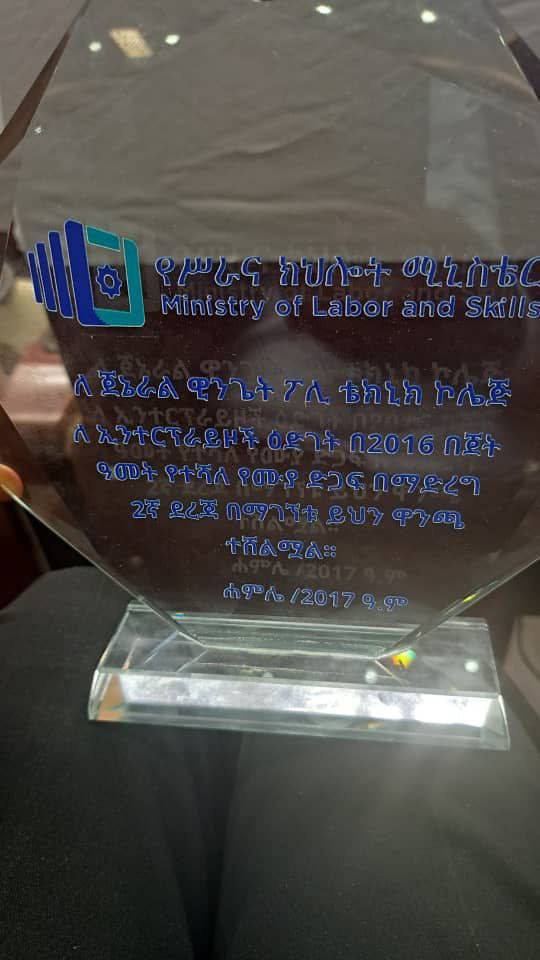 የሥራና ክህሎት ሚኒስቴር
Ministry of Labor and Skills
ለ ጀኔራል ዊንጌት ፖሊ ቴክኒክ ኮሌጅ
ለ ኢንተርፕራይዞች ዕድገት በ2016 በጀት
ዓመት የተሻለ የሙያ ድጋፍ በማድረግ
2ኛ ደረጃ በማግኘቱ ይህን ዋንጫ
ተሸልሟል።
ሐምሌ /2017 ዓ.ም